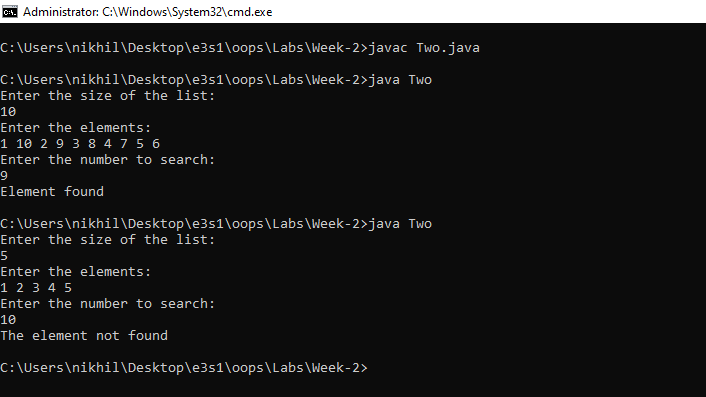 Administrator: C:\Windows\System32\cmd.exe
C:\Users\nikhil\Desktop\e3s1\oops\Labs\Week-2>javac Two.java
C:\Users\nikhil\Desktop\e3s1\oops\Labs\Week-2>java Two
Enter the size of the list:
10
Enter the elements:
1 10 2 9 3 8 4 7 5 6
Enter the number to search:
9
Element found
C:\Users\nikhil\Desktop\e3s1\oops\Labs\Week-2>java Two
Enter the size of the list:
5
Enter the elements:
1 2 3 4 5
Enter the number to search:
10
The element not found
C:\Users\nikhil\Desktop\e3s1\oops\Labs\Week-2>